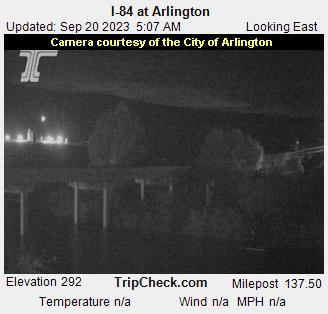 I-84 at Arlington
Updated: Sep 20 2023 5:07 AM Looking East
Camera courtesy of the City of Arlington
Elevation 292 TripCheck.com Milepost 137.50
Temperature n/a Wind n/a MPH n/a